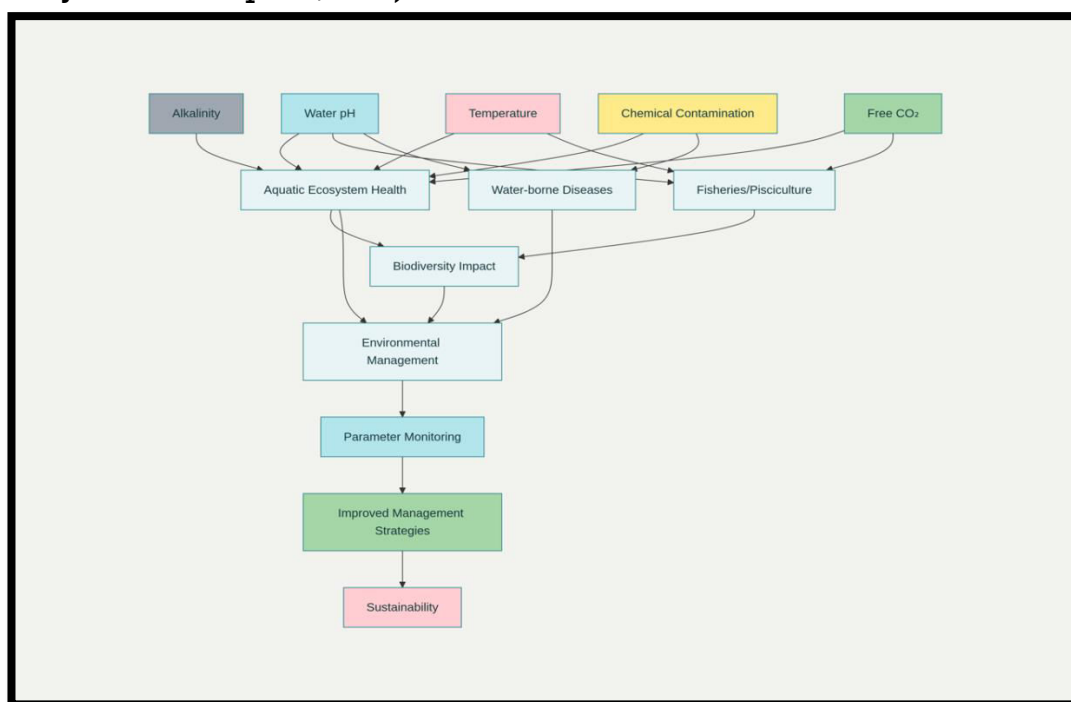 Alkalinity
Water pH
Temperature
Chemical Contamination
Free CO₂
Aquatic Ecosystem Health
Water-borne Diseases
Fisheries/Pisciculture
Biodiversity Impact
Environmental
Management
Parameter Monitoring
Improved Management
Strategies
Sustainability